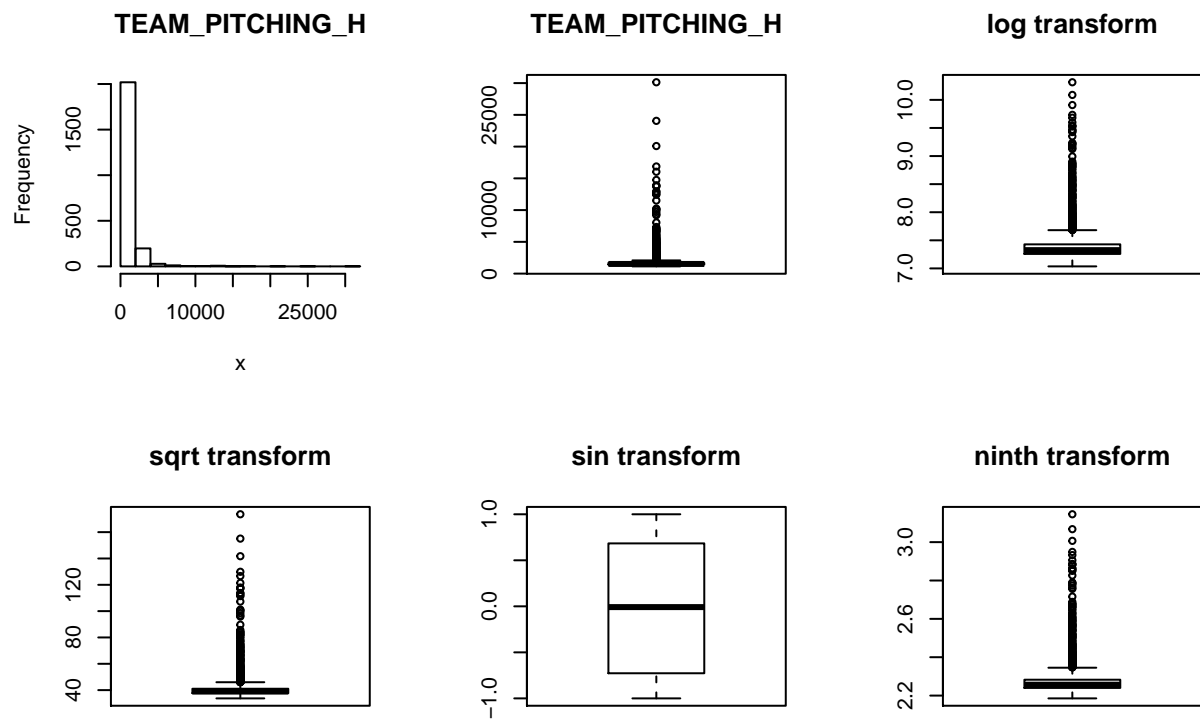 TEAM_PITCHING_H
Frequency
1500
500
0
0
10000
25000
x
TEAM_PITCHING_H
25000
10000
0
log transform
10.0
9.0
8.0
7.0
sqrt transform
120
80
40
sin transform
1.0
0.0
−1.0
ninth transform
3.0
2.6
2.2